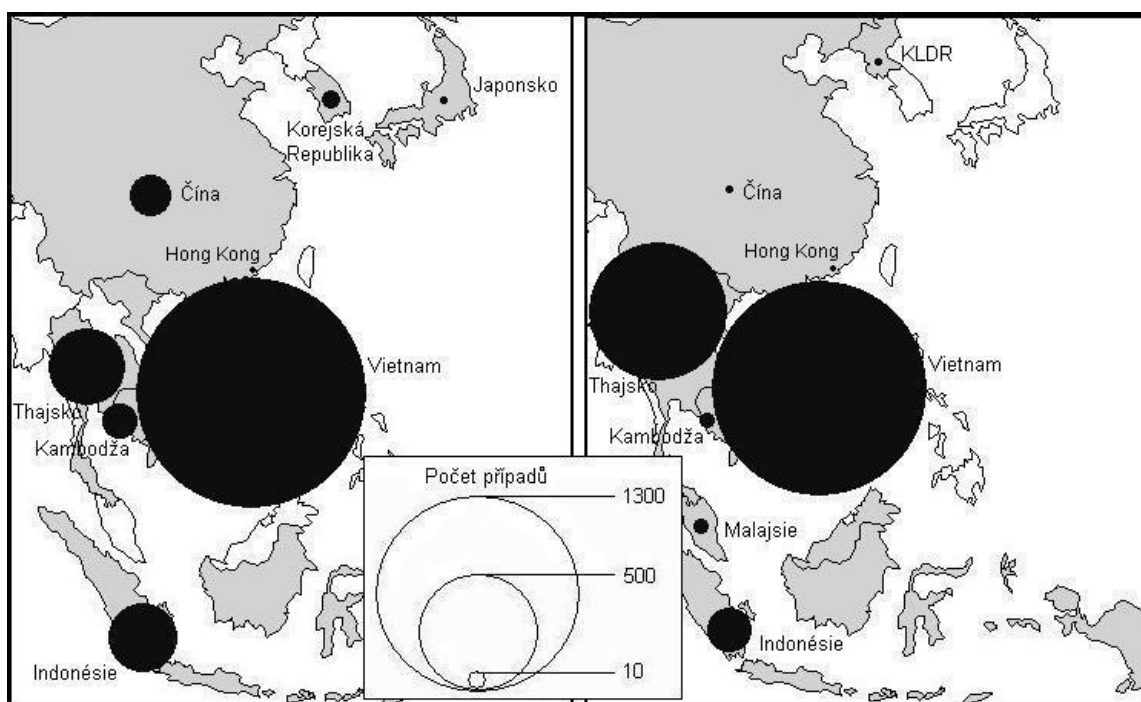 Japonsko
Korejská
Republika
Čína
Hong Kong
Vietnam
Thajsko
Kambodža
Indonésie
Počet případů
1300
500
10
KLDR
Čína
Hong Kong
Vietnam
Thajsko
Kambodža
Malajsie
Indonésie